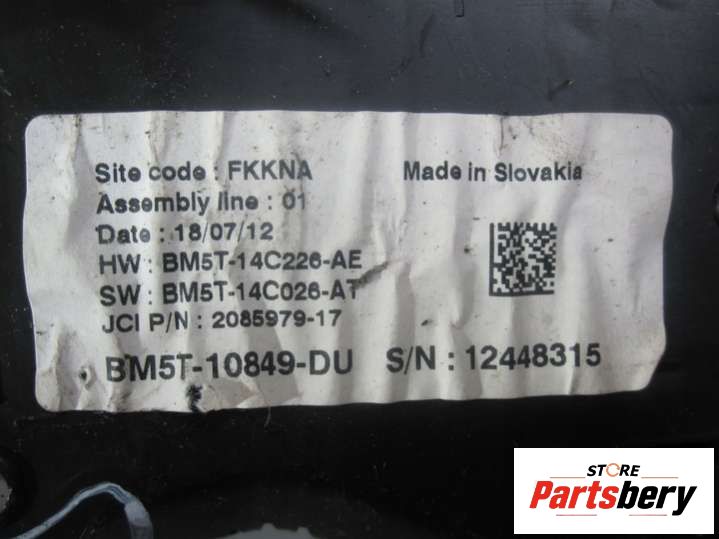 Site code : FKKNA Made in Slovakia
Assembly line : 01
Date : 18/07/12
HW : BM5T-14C226-AE
SW : BM5T-14C026-AT
JCI P/N : 2085979-17
BM5T-10849-DU S/N : 12448315
STORE
Partsbery